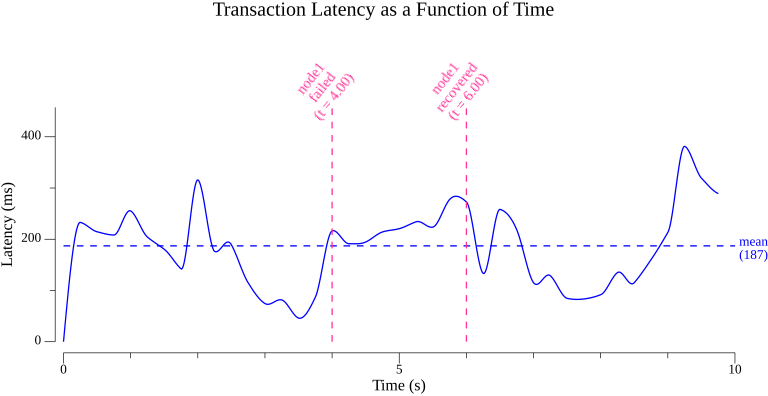 Transaction Latency as a Function of Time
node1
failed
(t = 4.00)
node1
recovered
(t = 6.00)
400
200
0
Latency (ms)
mean
(187)
0
5
10
Time (s)